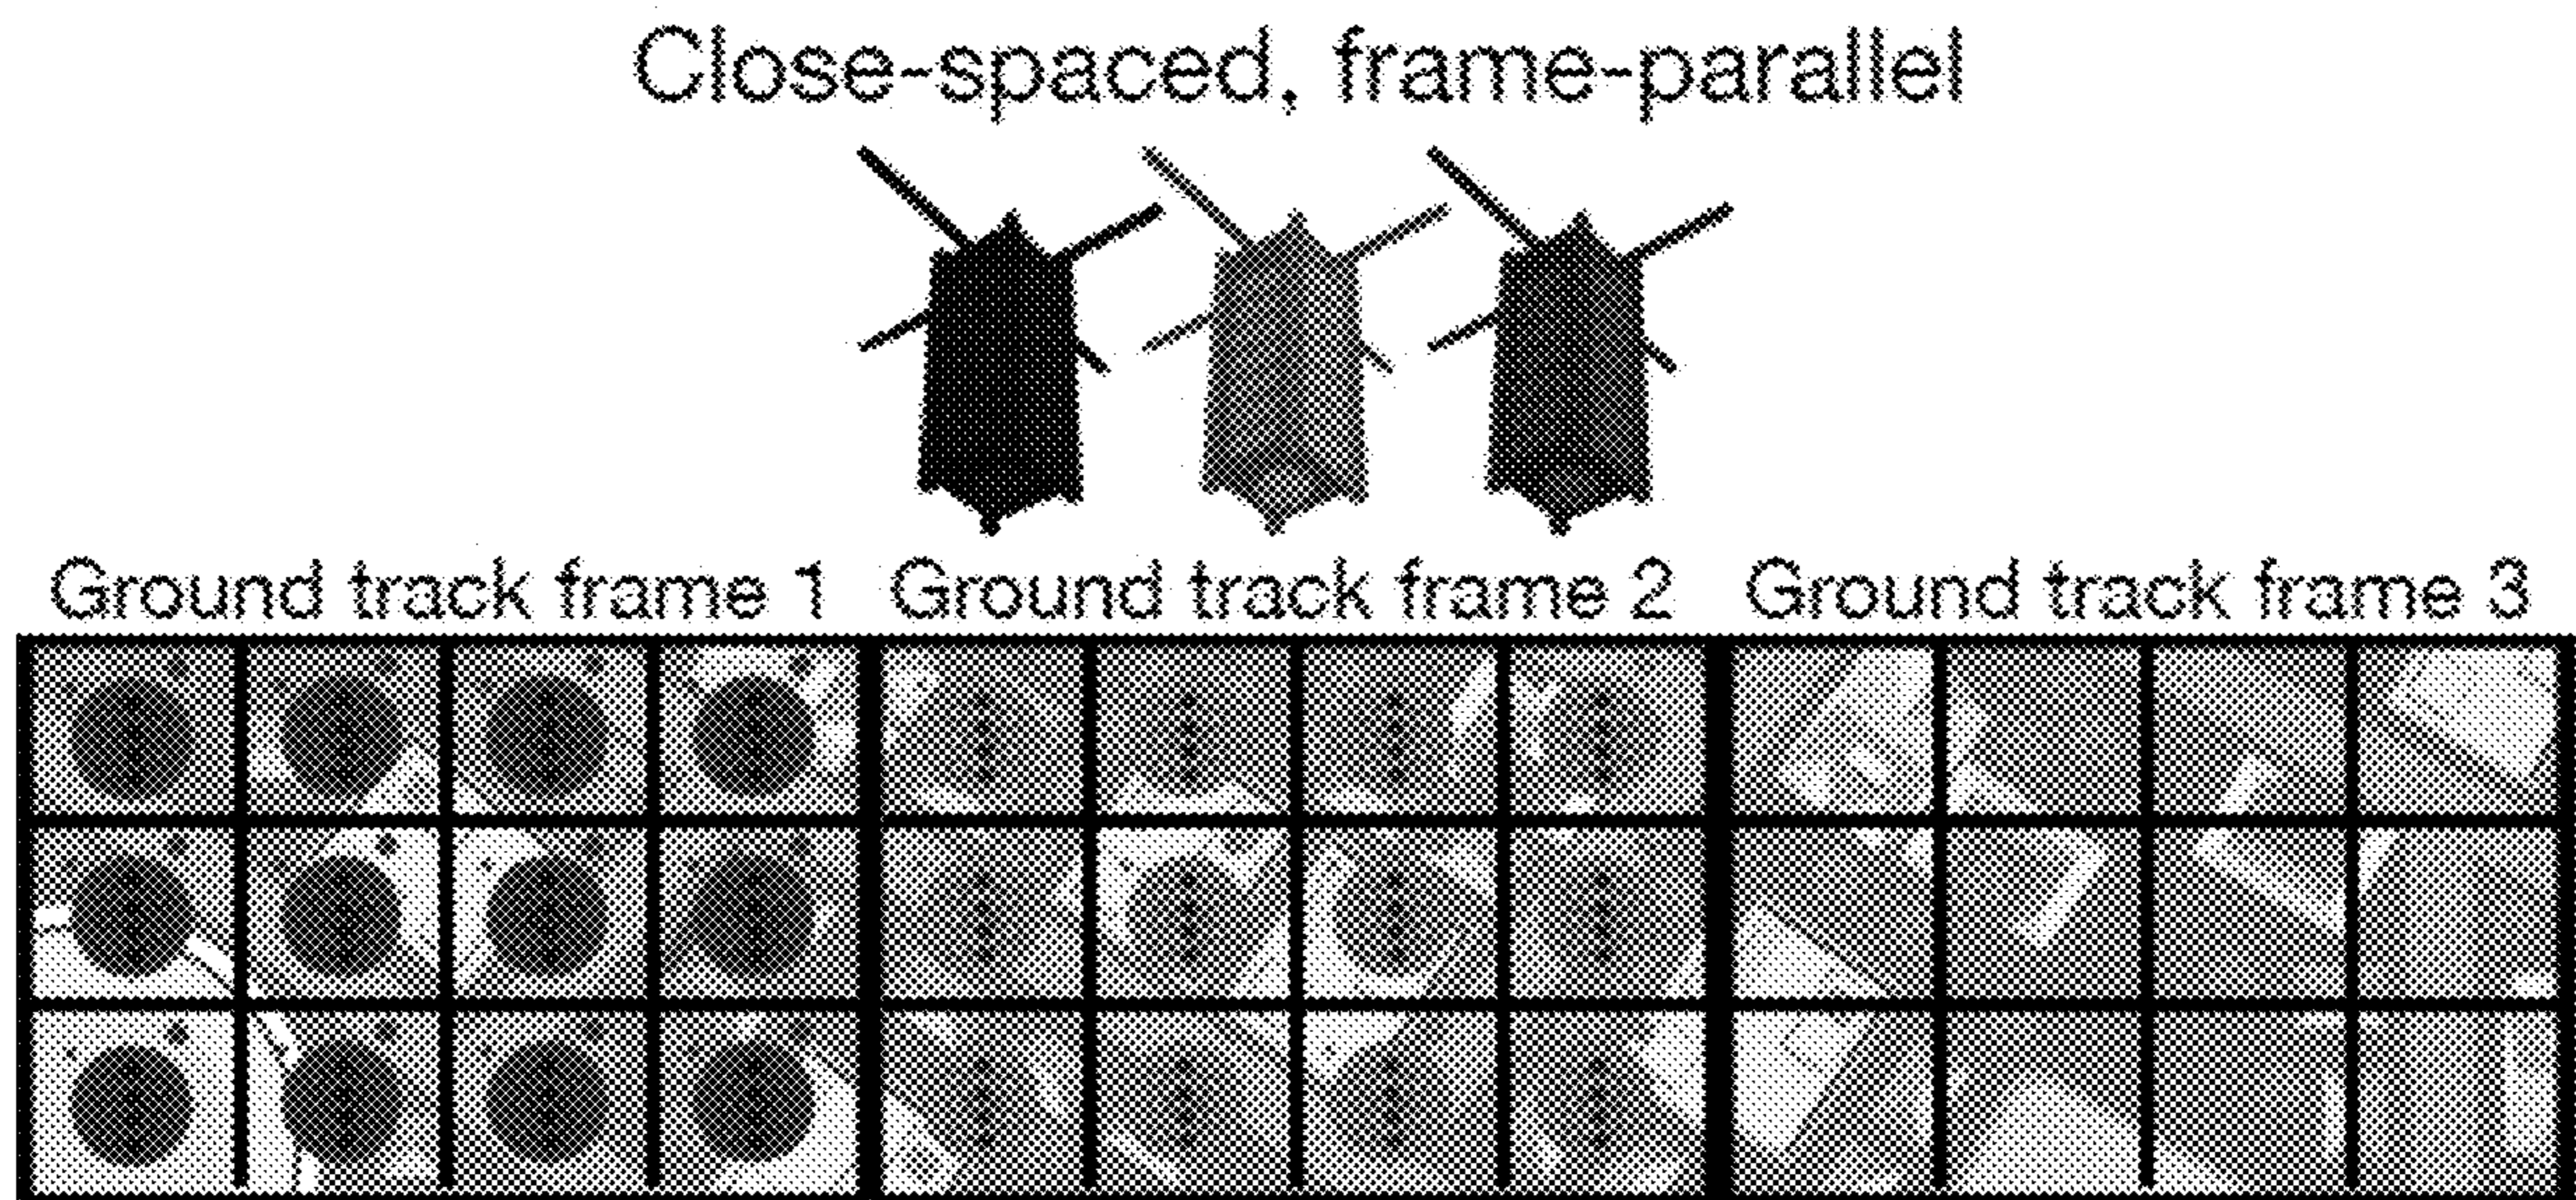 Close-spaced, frame-parallel
Ground track frame 1 Ground track frame 2 Ground track frame 3